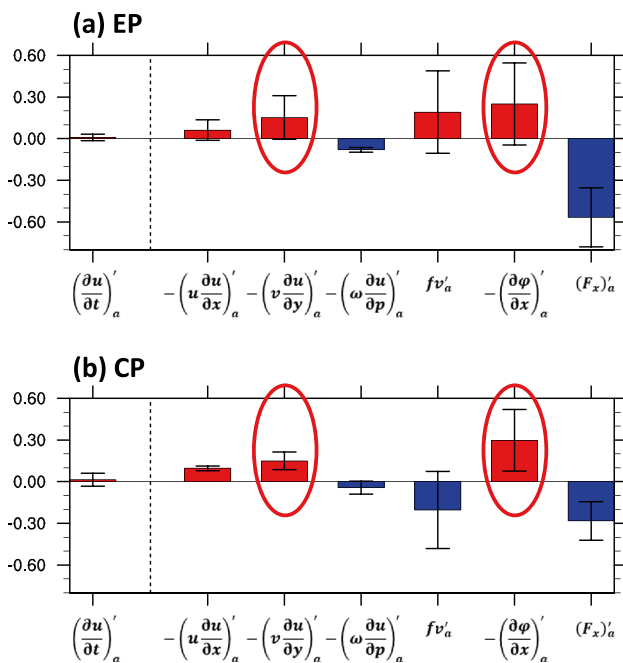 (a) EP
0.60
0.30
0.00
-0.30
-0.60
(∂u/∂t)′ₐ −(u ∂u/∂x)′ₐ −(v ∂u/∂y)′ₐ −(ω ∂u/∂p)′ₐ fv′ₐ −(∂φ/∂x)′ₐ (Fₓ)′ₐ
(b) CP
0.60
0.30
0.00
-0.30
-0.60
(∂u/∂t)′ₐ −(u ∂u/∂x)′ₐ −(v ∂u/∂y)′ₐ −(ω ∂u/∂p)′ₐ fv′ₐ −(∂φ/∂x)′ₐ (Fₓ)′ₐ